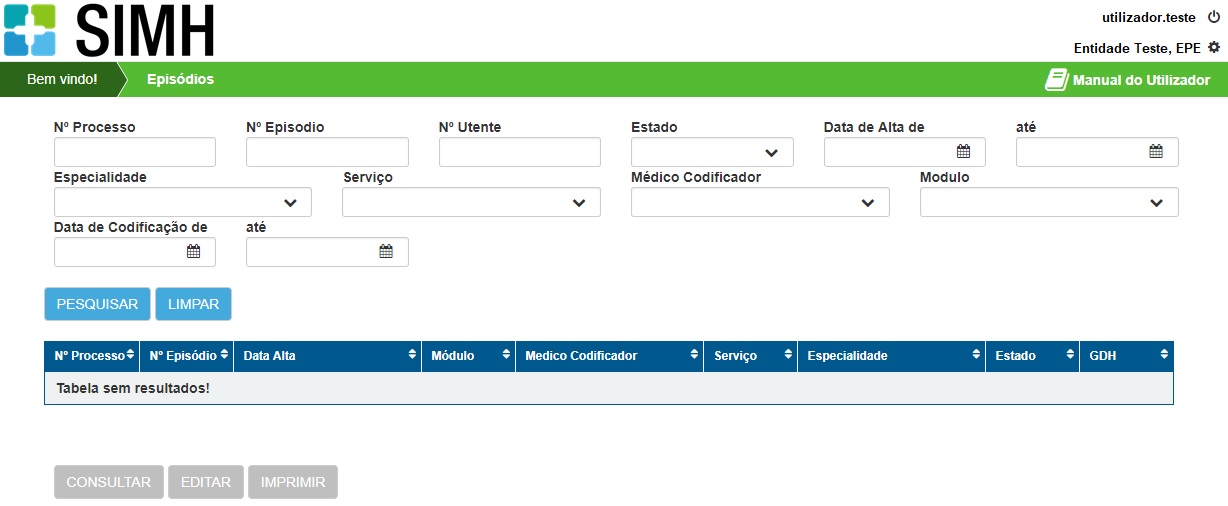 SIMH
utilizador.teste
Entidade Teste, EPE
Bem vindo! Episódios Manual do Utilizador
Nº Processo Nº Episodio Nº Utente Estado Data de Alta de até
Especialidade Serviço Médico Codificador Modulo
Data de Codificação de até
PESQUISAR LIMPAR
Nº Processo Nº Episódio Data Alta Módulo Medico Codificador Serviço Especialidade Estado GDH
Tabela sem resultados!
CONSULTAR EDITAR IMPRIMIR